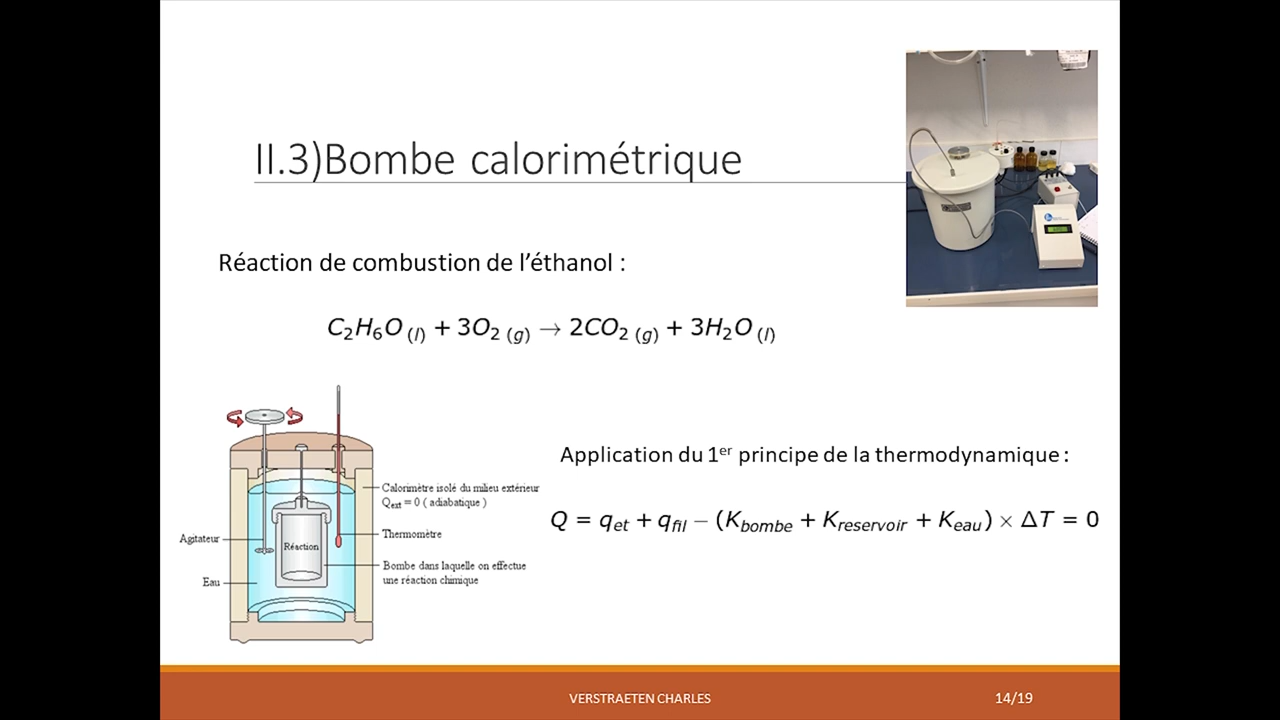 II.3)Bombe calorimétrique
Réaction de combustion de l’éthanol :
C₂H₆O (l) + 3O₂ (g) → 2CO₂ (g) + 3H₂O (l)
Calorimètre isolé du milieu extérieur
Qext = 0 ( adiabatique )
Agitateur
Thermomètre
Réaction
Bombe dans laquelle on effectue
une réaction chimique
Eau
Application du 1er principe de la thermodynamique :
Q = qet + qfil − (Kbombe + Kreservoir + Keau) × ΔT = 0
VERSTRAETEN CHARLES
14/19